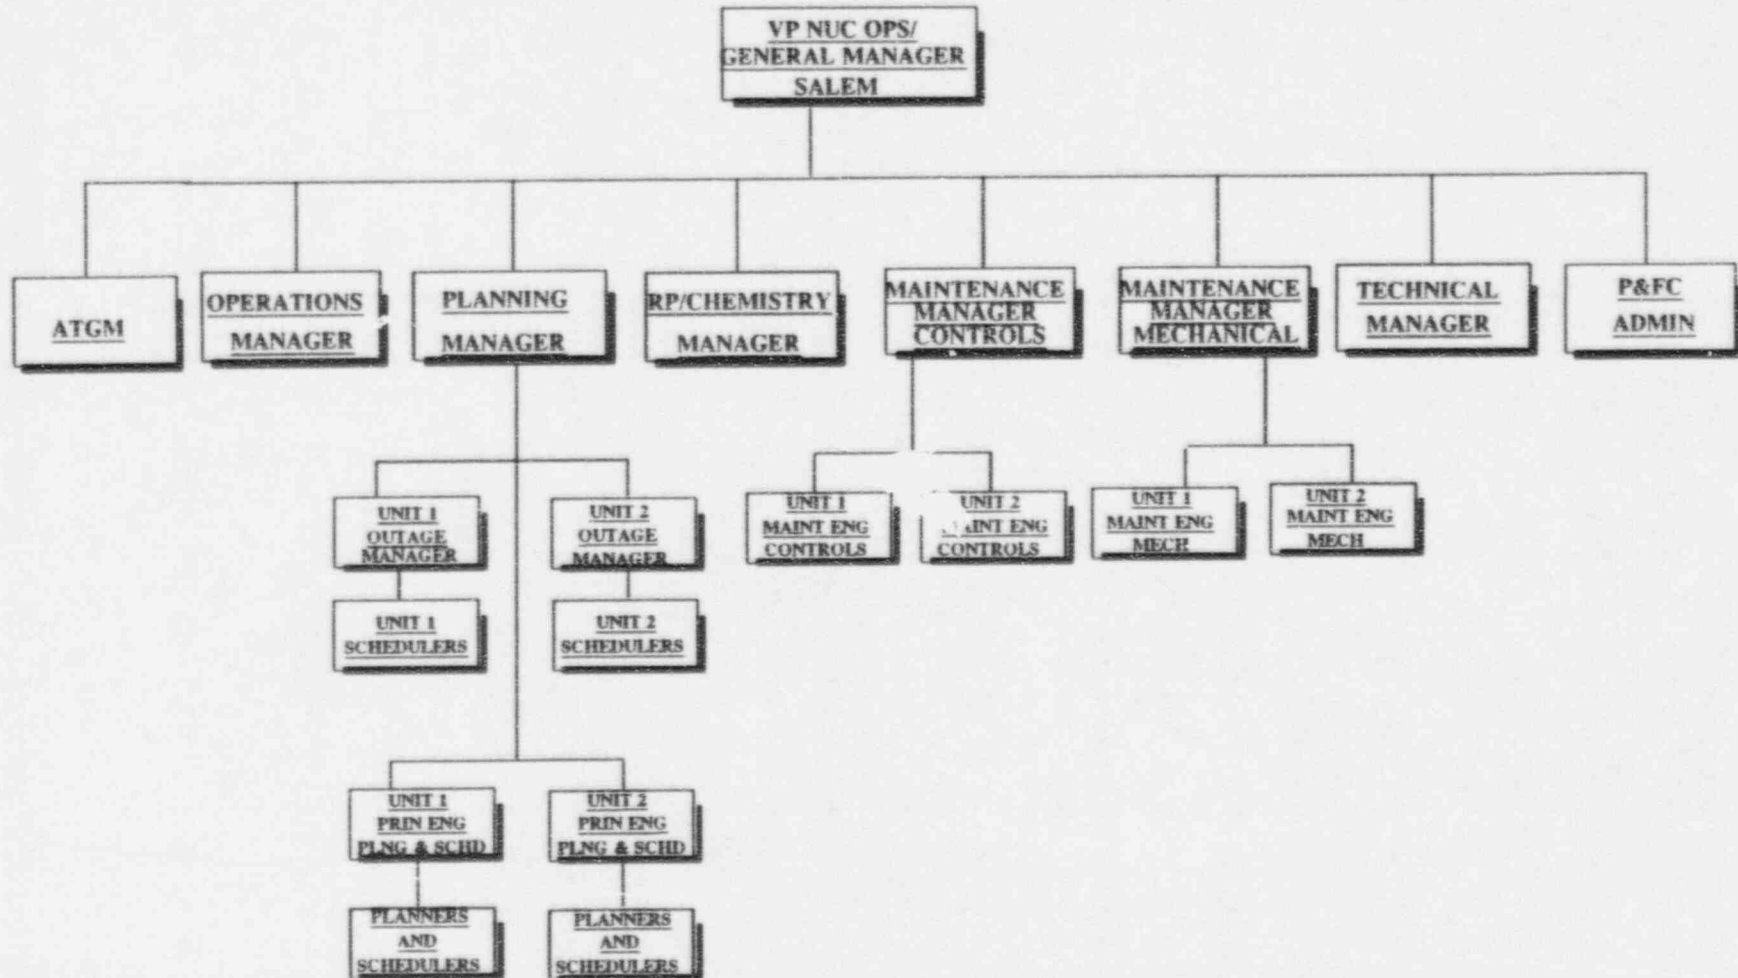 VP NUC OPS/
GENERAL MANAGER
SALEM
ATGM
OPERATIONS
MANAGER
PLANNING
MANAGER
RP/CHEMISTRY
MANAGER
MAINTENANCE
MANAGER
CONTROLS
MAINTENANCE
MANAGER
MECHANICAL
TECHNICAL
MANAGER
P&FC
ADMIN
UNIT 1
OUTAGE
MANAGER
UNIT 2
OUTAGE
MANAGER
UNIT 1
MAINT ENG
CONTROLS
UNIT 2
MAINT ENG
CONTROLS
UNIT 1
MAINT ENG
MECH
UNIT 2
MAINT ENG
MECH
UNIT 1
SCHEDULERS
UNIT 2
SCHEDULERS
UNIT 1
PRIN ENG
PLNG & SCHD
UNIT 2
PRIN ENG
PLNG & SCHD
PLANNERS
AND
SCHEDULERS
PLANNERS
AND
SCHEDULERS